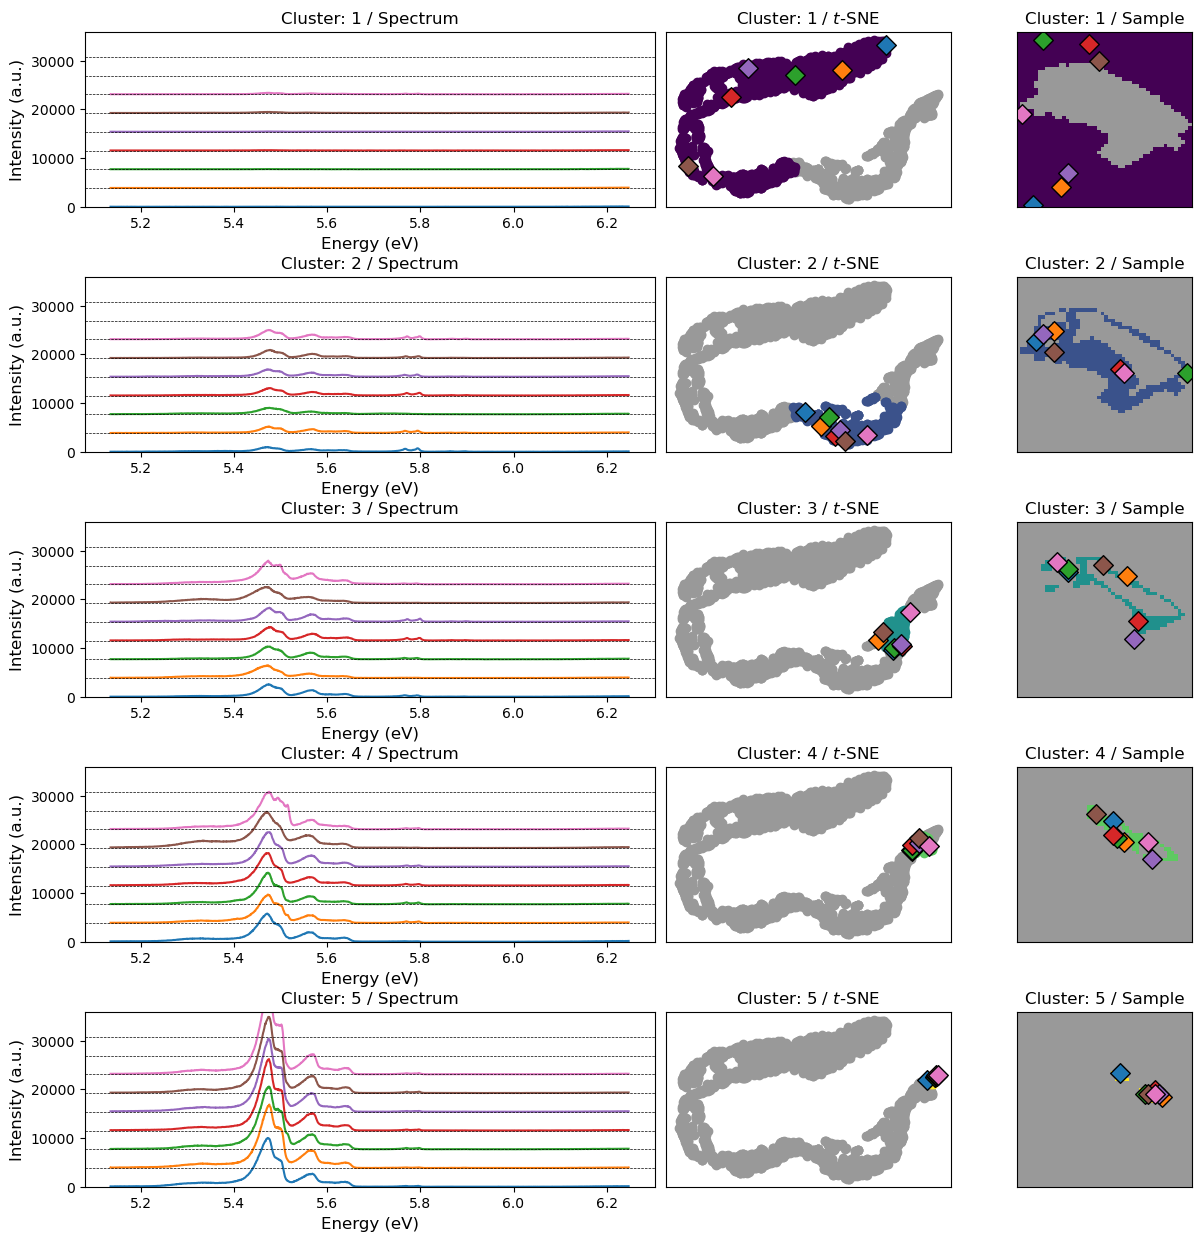 Cluster: 1 / Spectrum
Cluster: 1 / t-SNE
Cluster: 1 / Sample
Intensity (a.u.)
30000
20000
10000
0
5.2 5.4 5.6 5.8 6.0 6.2
Energy (eV)
Cluster: 2 / Spectrum
Cluster: 2 / t-SNE
Cluster: 2 / Sample
Intensity (a.u.)
30000
20000
10000
0
5.2 5.4 5.6 5.8 6.0 6.2
Energy (eV)
Cluster: 3 / Spectrum
Cluster: 3 / t-SNE
Cluster: 3 / Sample
Intensity (a.u.)
30000
20000
10000
0
5.2 5.4 5.6 5.8 6.0 6.2
Energy (eV)
Cluster: 4 / Spectrum
Cluster: 4 / t-SNE
Cluster: 4 / Sample
Intensity (a.u.)
30000
20000
10000
0
5.2 5.4 5.6 5.8 6.0 6.2
Energy (eV)
Cluster: 5 / Spectrum
Cluster: 5 / t-SNE
Cluster: 5 / Sample
Intensity (a.u.)
30000
20000
10000
0
5.2 5.4 5.6 5.8 6.0 6.2
Energy (eV)